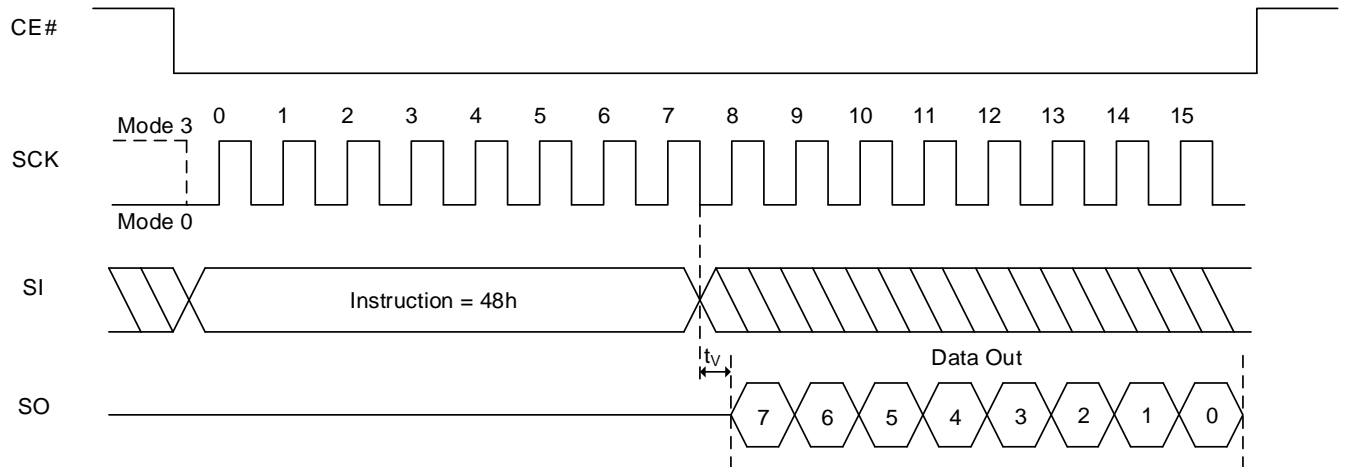 CE#
0 1 2 3 4 5 6 7 8 9 10 11 12 13 14 15
Mode 3
SCK
Mode 0
SI
Instruction = 48h
tV
Data Out
SO
7 6 5 4 3 2 1 0